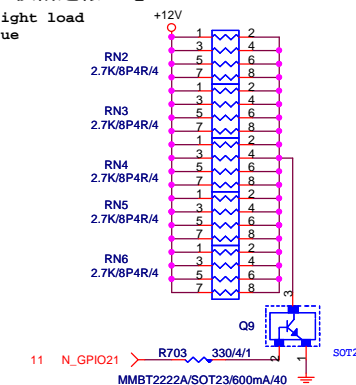 ight load
ue
+12V
1 2
3 4
RN2 5 6
2.7K/8P4R/4 7 8
1 2
3 4
RN3 5 6
2.7K/8P4R/4 7 8
1 2
3 4
RN4 5 6
2.7K/8P4R/4 7 8
1 2
3 4
RN5 5 6
2.7K/8P4R/4 7 8
1 2
3 4
RN6 5 6
2.7K/8P4R/4 7 8
3
Q9
SOT2
2 1
11 N_GPIO21 R703 330/4/1
MMBT2222A/SOT23/600mA/40